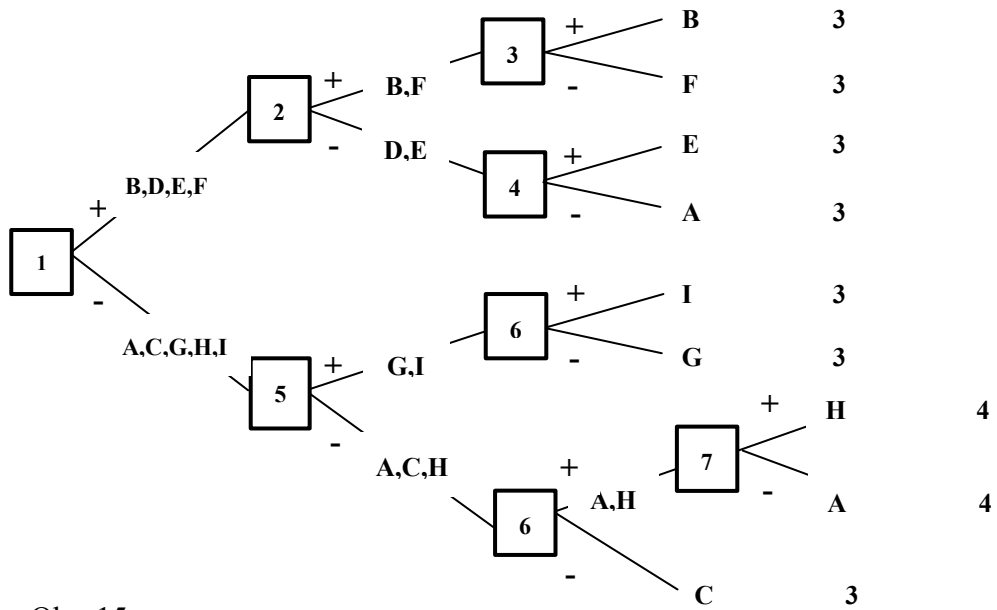 + B 3
3
+ B,F - F 3
2
- D,E + E 3
4
B,D,E,F - A 3
+
1
-
+ I 3
6
A,C,G,H,I + G,I - G 3
5
- + H 4
A,C,H + 7
A,H - A 4
6
-
C 3